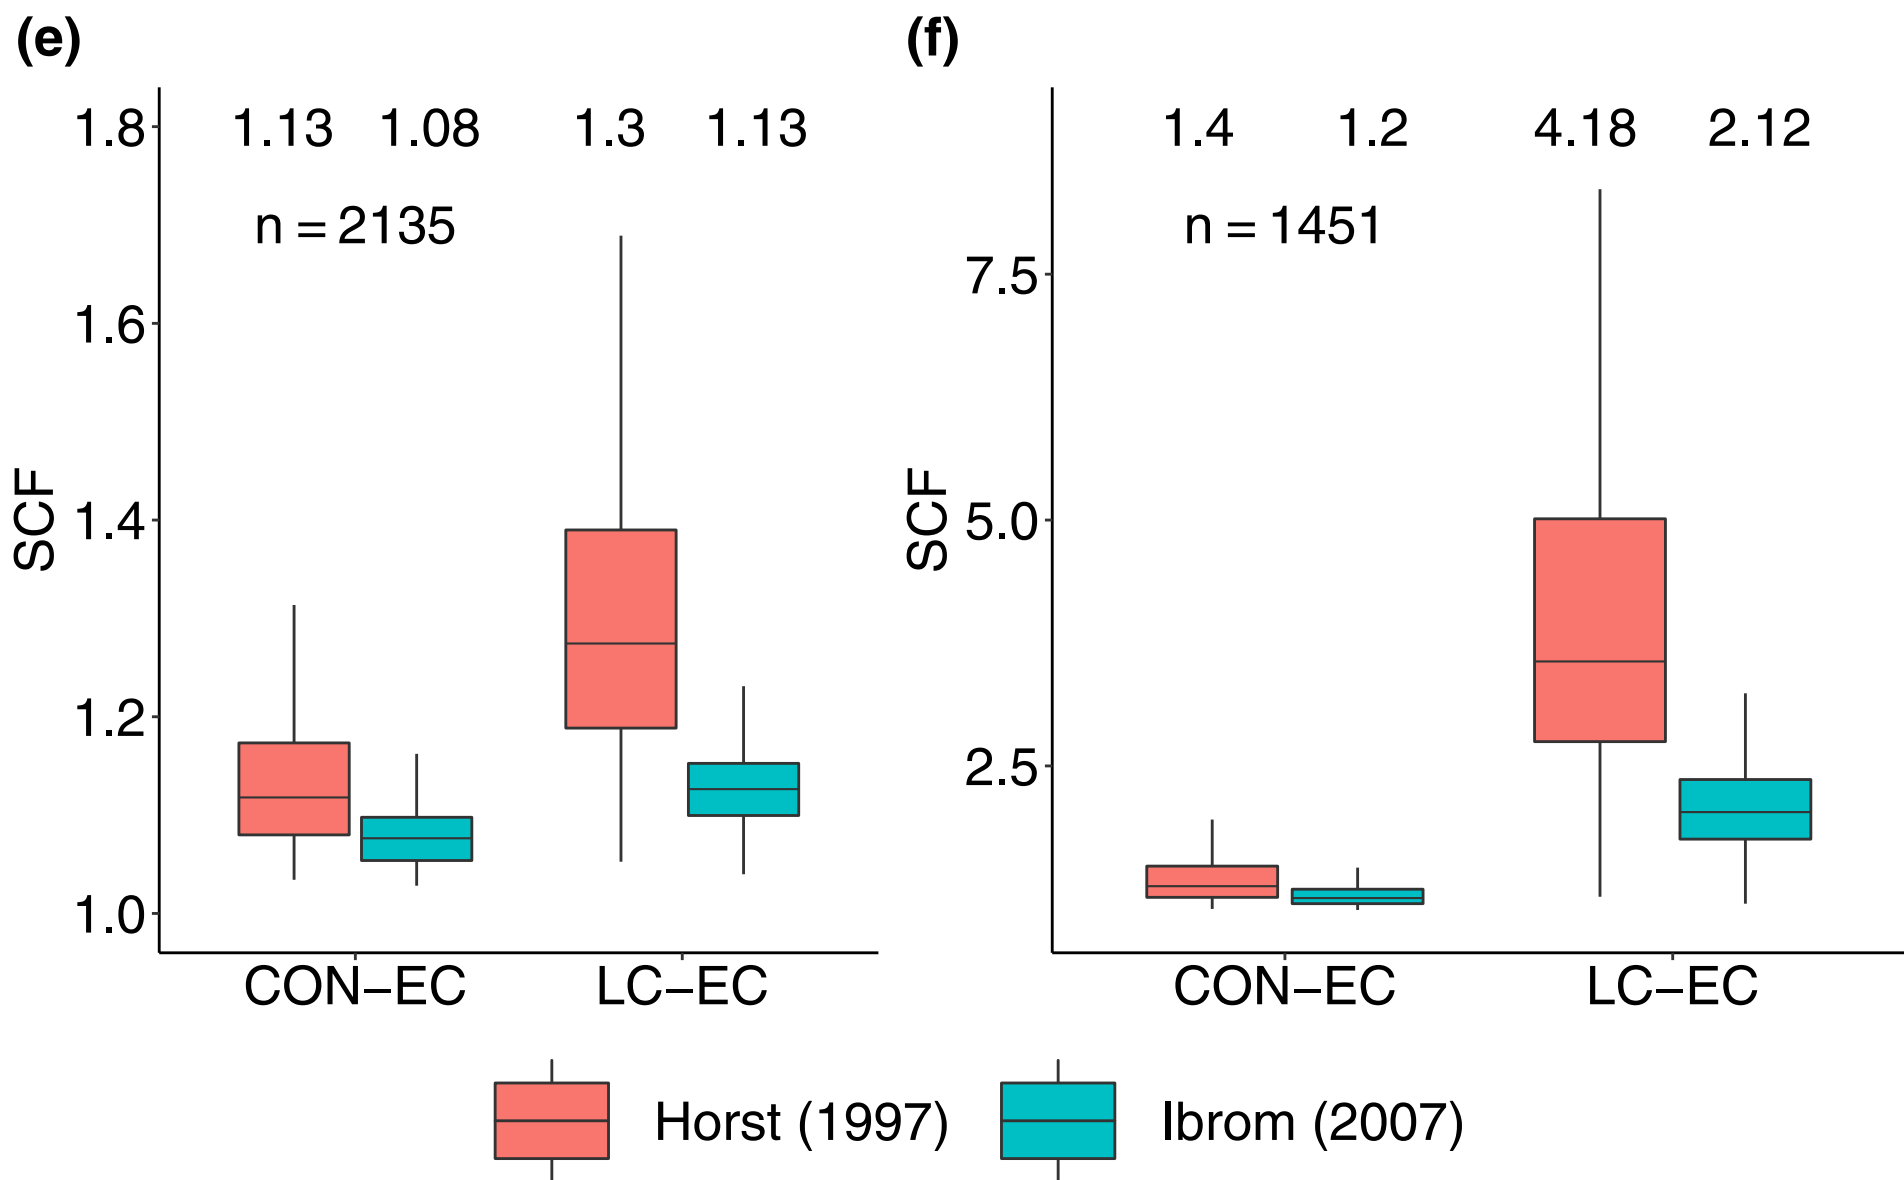 (e)
1.8
1.6
1.4
1.2
1.0
SCF
1.13 1.08 1.3 1.13
n = 2135
CON−EC LC−EC
(f)
7.5
5.0
2.5
SCF
1.4 1.2 4.18 2.12
n = 1451
CON−EC LC−EC
Horst (1997) Ibrom (2007)